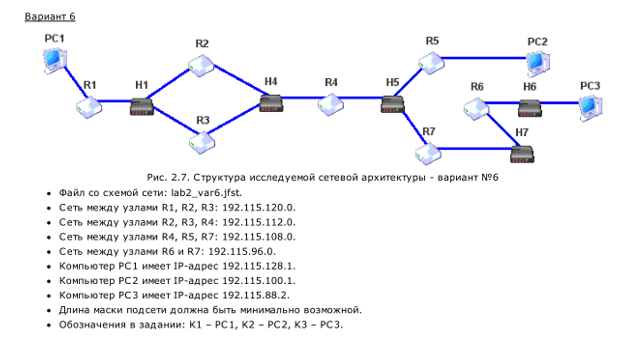 Вариант 6
PC1
R2
R5
PC2
R1
H1
H4
R4
H5
R6
H6
PC3
R3
R7
H7
Рис. 2.7. Структура исследуемой сетевой архитектуры - вариант №6
• Файл со схемой сети: lab2_var6.jfst.
• Сеть между узлами R1, R2, R3: 192.115.120.0.
• Сеть между узлами R2, R3, R4: 192.115.112.0.
• Сеть между узлами R4, R5, R7: 192.115.108.0.
• Сеть между узлами R6 и R7: 192.115.96.0.
• Компьютер PC1 имеет IP-адрес 192.115.128.1.
• Компьютер PC2 имеет IP-адрес 192.115.100.1.
• Компьютер PC3 имеет IP-адрес 192.115.88.2.
• Длина маски подсети должна быть минимально возможной.
• Обозначения в задании: K1 – PC1, K2 – PC2, K3 – PC3.